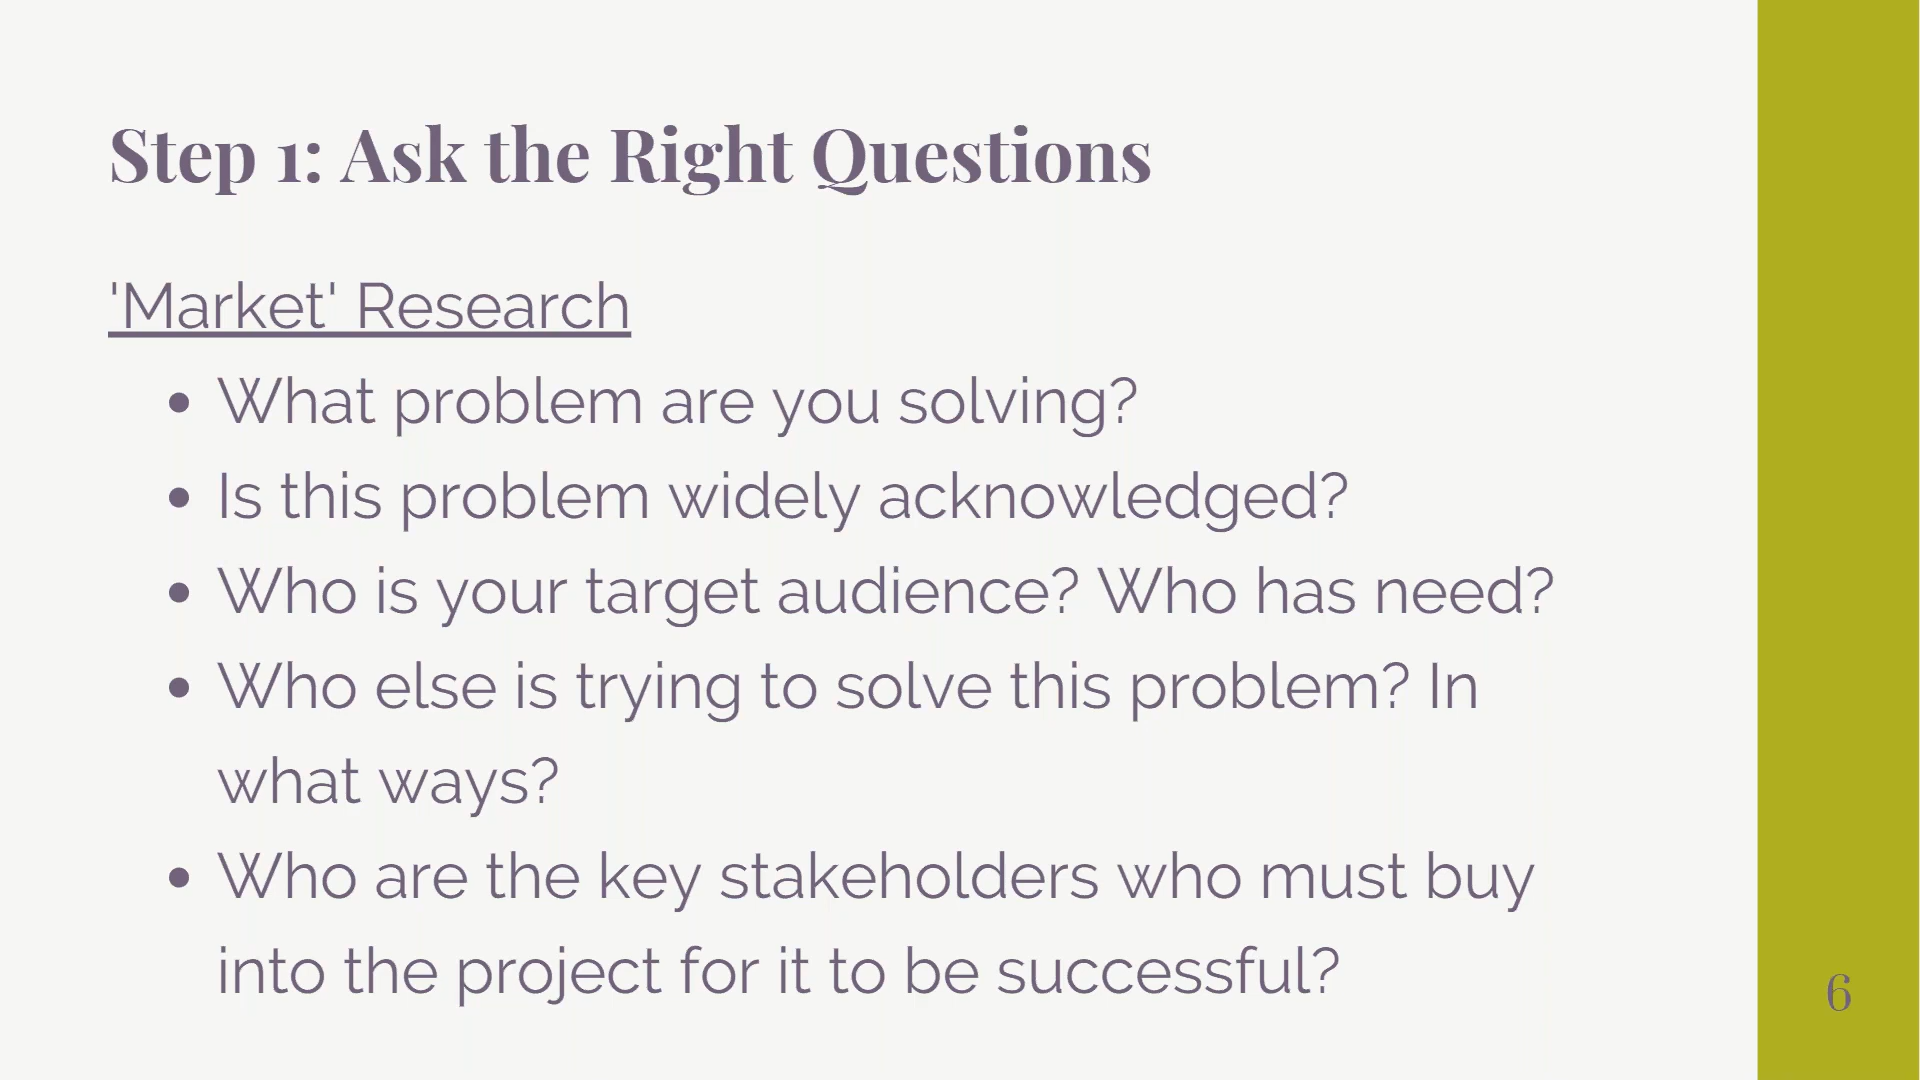 Step 1: Ask the Right Questions
'Market' Research
• What problem are you solving?
• Is this problem widely acknowledged?
• Who is your target audience? Who has need?
• Who else is trying to solve this problem? In
what ways?
• Who are the key stakeholders who must buy
into the project for it to be successful?
6